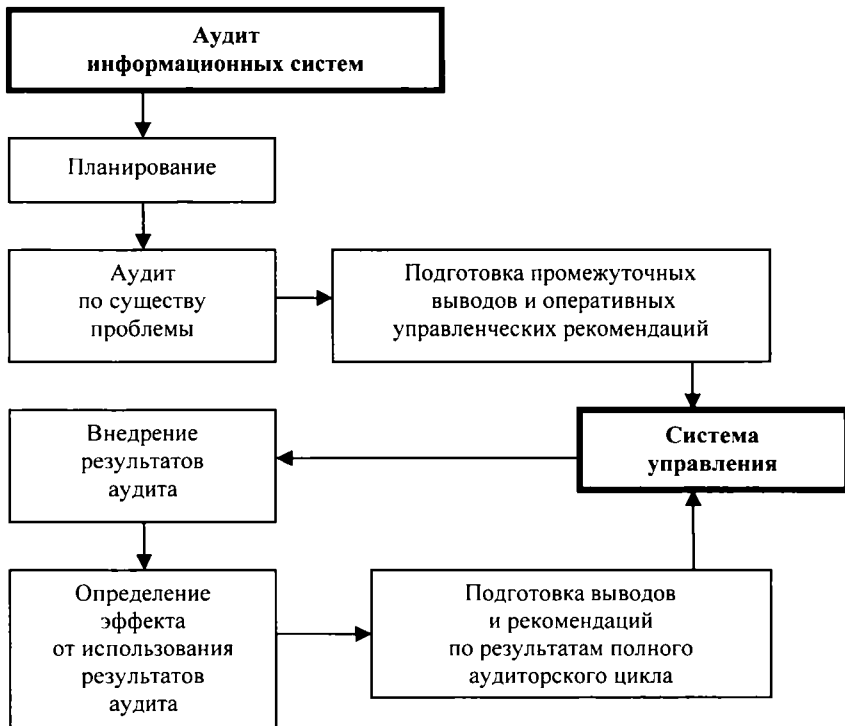 Аудит
информационных систем
Планирование
Аудит
по существу
проблемы
Подготовка промежуточных
выводов и оперативных
управленческих рекомендаций
Система
управления
Внедрение
результатов
аудита
Определение
эффекта
от использования
результатов
аудита
Подготовка выводов
и рекомендаций
по результатам полного
аудиторского цикла